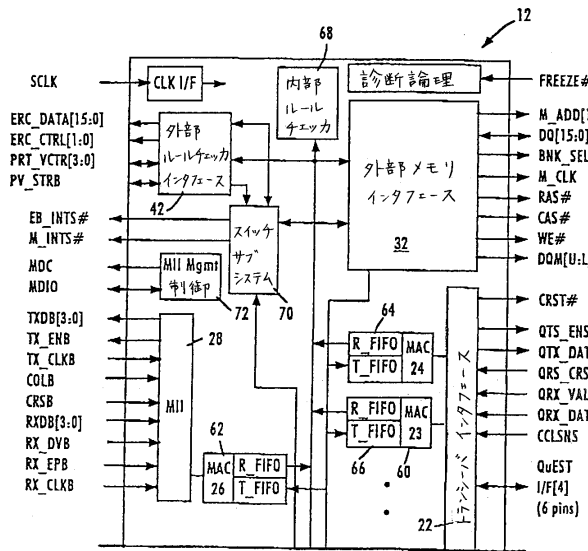 12
68
SCLK
CLK I/F
内部
ルール
チェッカ
診断論理
FREEZE#
ERC_DATA[15:0]
ERC_CTRL[1:0]
PRT_VCTR[3:0]
PV_STRB
外部
ルールチェッカ
インタフェース
42
外部メモリ
インタフェース
32
M_ADD[
DQ[15:0]
BNK_SEL
M_CLK
RAS#
CAS#
WE#
DQM[U:L
EB_INTS#
M_INTS#
スイッチ
サブ
システム
70
MDC
MDIO
MII Mgmt
制御
72
TXDB[3:0]
TX_ENB
TX_CLKB
COLB
CRSB
RXDB[3:0]
RX_DVB
RX_EPB
RX_CLKB
28
MII
62
MAC
26
R_FIFO
T_FIFO
64
R_FIFO
T_FIFO
MAC
24
R_FIFO
T_FIFO
MAC
23
66
60
トランシーバインタフェース
22
CRST#
QTS_ENS
QTX_DAT
QRS_CRS
QRX_VAL
QRX_DAT
CCLSNS
QuEST
I/F[4]
(6 pins)